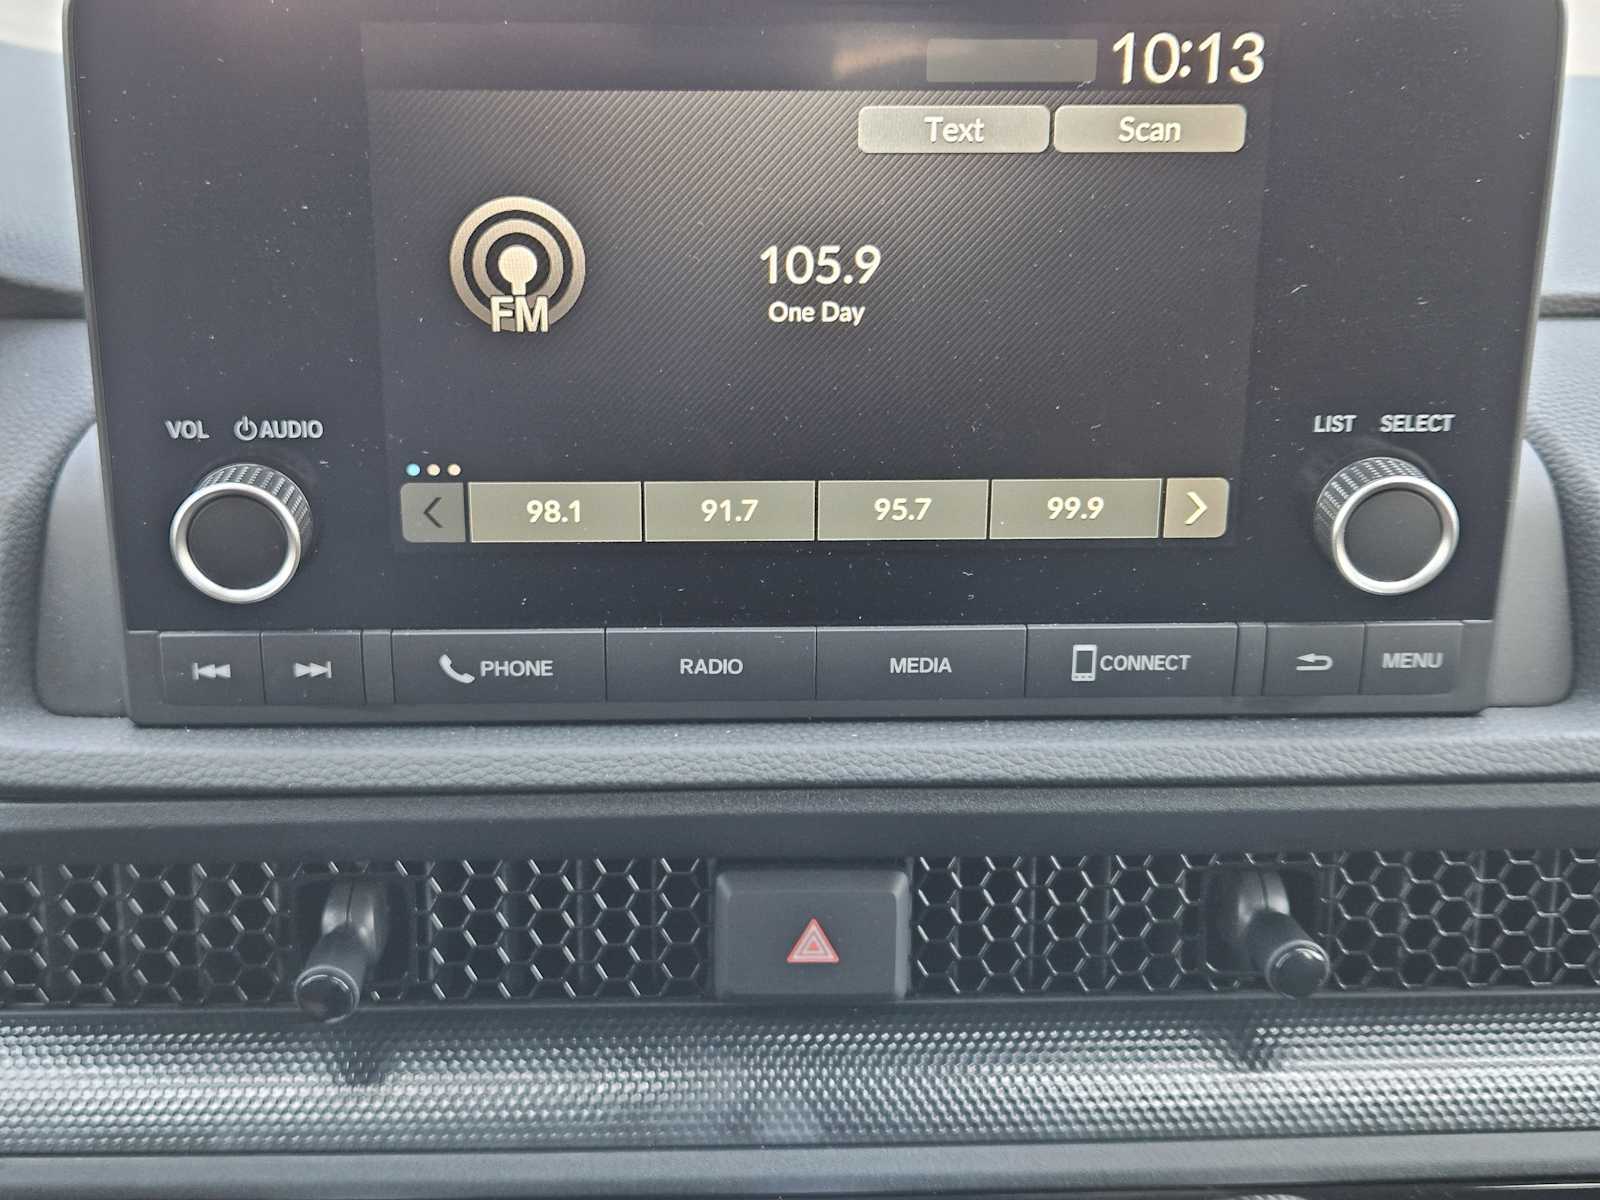 10:13
Text Scan
FM
105.9
One Day
VOL AUDIO
LIST SELECT
98.1 91.7 95.7 99.9
PHONE RADIO MEDIA CONNECT MENU